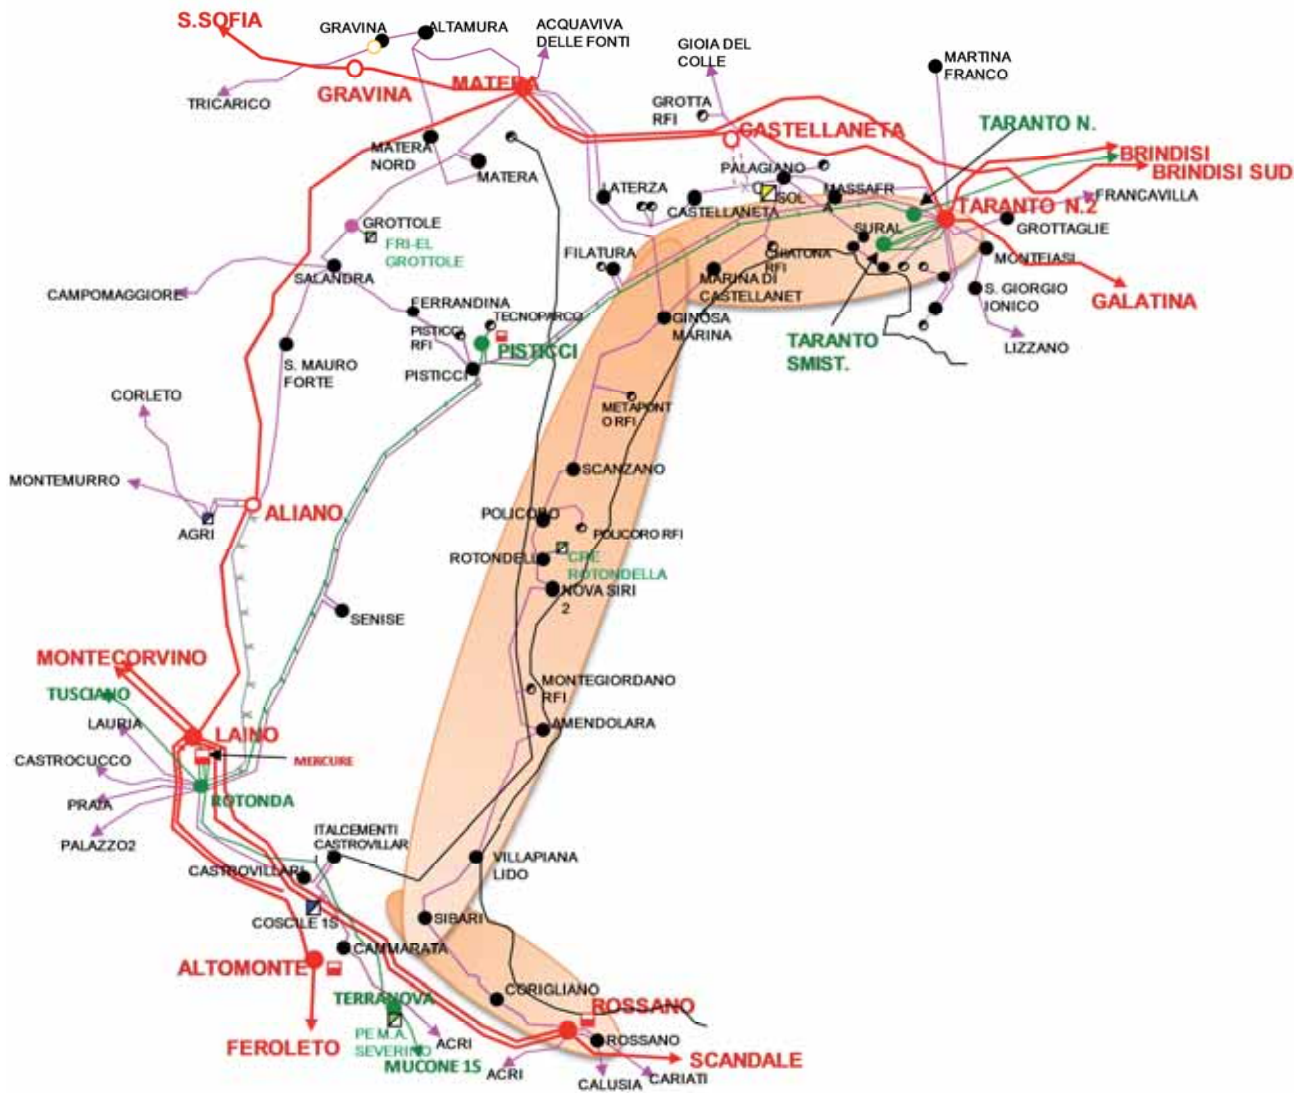 S.SOFIA
GRAVINA
ALTAMURA
ACQUAVIVA
DELLE FONTI
GIOIA DEL
COLLE
MARTINA
FRANCO
TRICARICO
GRAVINA
MATERA
GROTTA
RFI
CASTELLANETA
TARANTO N.
MATERA
NORD
MATERA
PALAGIANO
BRINDISI
BRINDISI SUD
LATERZA
CASTELLANETA
SOL
MASSAFR
A
FRANCAVILLA
TARANTO N.2
GROTTAGLIE
GROTTOLE
FRI-EL
GROTTOLE
SURAL
FILATURA
CHIATONA
RFI
MONTEIASI
SALANDRA
CAMPOMAGGIORE
MARINA DI
CASTELLANET
S. GIORGIO
IONICO
GALATINA
FERRANDINA
TECNOPARCO
GINOSA
MARINA
PISTICCI
RFI
PISTICCI
TARANTO
SMIST.
LIZZANO
S. MAURO
FORTE
PISTICCI
CORLETO
METAPONT
O RFI
MONTEMURRO
SCANZANO
AGRI
ALIANO
POLICORO
POLICORO RFI
ROTONDELL
CRE
ROTONDELLA
NOVA SIRI
2
SENISE
MONTECORVINO
TUSCIANO
MONTEGIORDANO
RFI
LAURIA
LAINO
AMENDOLARA
CASTROCUCCO
MERCURE
PRAIA
ROTONDA
PALAZZO2
ITALCEMENTI
CASTROVILLAR
CASTROVILLARI
VILLAPIANA
LIDO
COSCILE 1S
SIBARI
CAMMARATA
ALTOMONTE
TERRANOVA
CORIGLIANO
ROSSANO
FEROLETO
PE M.A.
SEVERINO
ACRI
ROSSANO
MUCONE 1S
SCANDALE
ACRI
CALUSIA
CARIATI